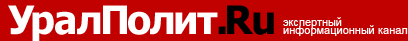 УралПолит.Ru экспертный
информационный канал